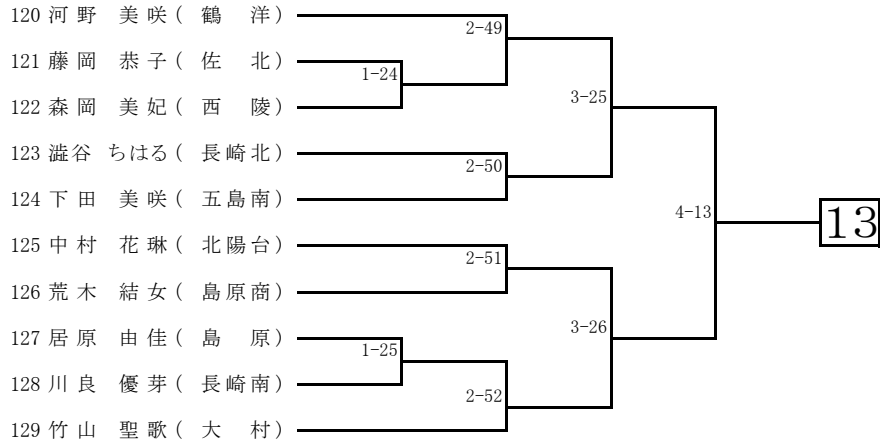 120 河野 美咲( 鶴 洋)
2-49
121 藤岡 恭子( 佐 北)
1-24
3-25
122 森岡 美妃( 西 陵)
123 澁谷 ちはる( 長崎北)
2-50
124 下田 美咲( 五島南)
4-13
13
125 中村 花琳( 北陽台)
2-51
126 荒木 結女( 島原商)
3-26
127 居原 由佳( 島 原)
1-25
128 川良 優芽( 長崎南)
2-52
129 竹山 聖歌( 大 村)